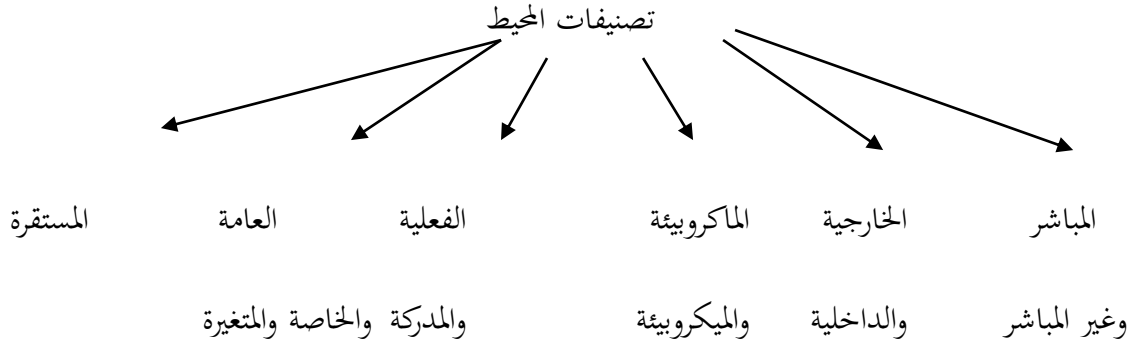 تصنيفات المحيط
المباشر الخارجية الماكروبيئة الفعلية العامة المستقرة
وغير المباشر والداخلية والميكروبيئة والمدركة والخاصة والمتغيرة